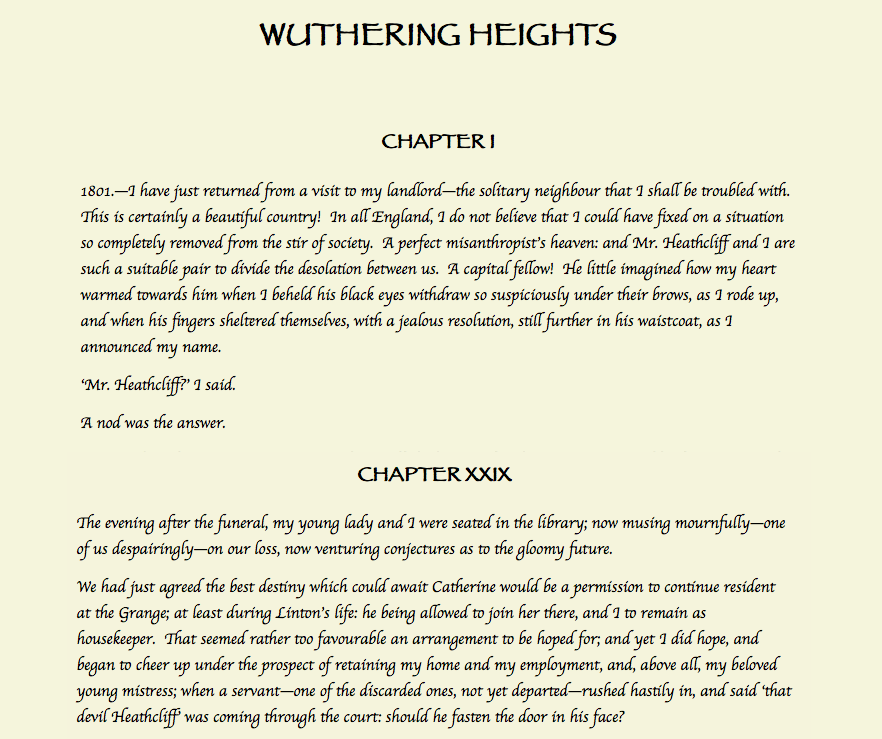 WUTHERING HEIGHTS
CHAPTER I
1801.—I have just returned from a visit to my landlord—the solitary neighbour that I shall be troubled with.
This is certainly a beautiful country!  In all England, I do not believe that I could have fixed on a situation
so completely removed from the stir of society.  A perfect misanthropist's heaven: and Mr. Heathcliff and I are
such a suitable pair to divide the desolation between us.  A capital fellow!  He little imagined how my heart
warmed towards him when I beheld his black eyes withdraw so suspiciously under their brows, as I rode up,
and when his fingers sheltered themselves, with a jealous resolution, still further in his waistcoat, as I
announced my name.
‘Mr. Heathcliff?’ I said.
A nod was the answer.
CHAPTER XXIX
The evening after the funeral, my young lady and I were seated in the library; now musing mournfully—one
of us despairingly—on our loss, now venturing conjectures as to the gloomy future.
We had just agreed the best destiny which could await Catherine would be a permission to continue resident
at the Grange; at least during Linton's life: he being allowed to join her there, and I to remain as
housekeeper.  That seemed rather too favourable an arrangement to be hoped for; and yet I did hope, and
began to cheer up under the prospect of retaining my home and my employment, and, above all, my beloved
young mistress; when a servant—one of the discarded ones, not yet departed—rushed hastily in, and said ‘that
devil Heathcliff’ was coming through the court: should he fasten the door in his face?